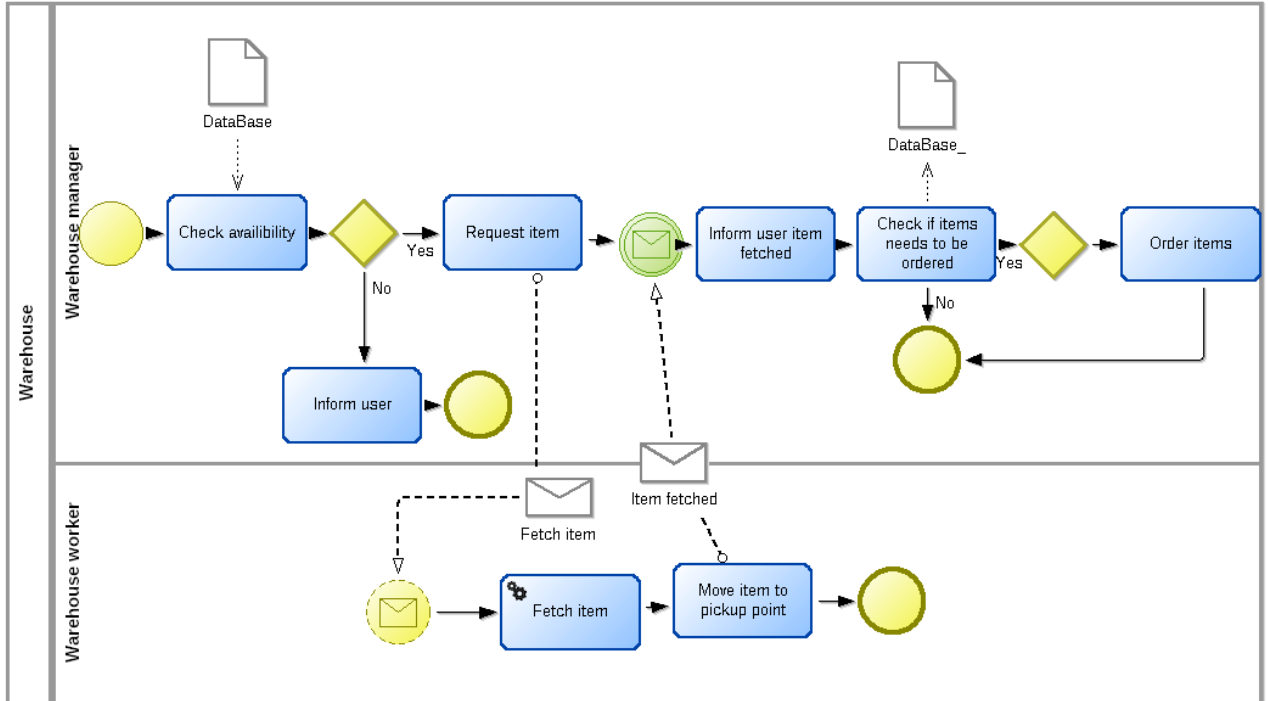 Warehouse
Warehouse manager
DataBase
Check availibility
Yes
No
Request item
Inform user item
fetched
DataBase_
Check if items
needs to be
ordered
Yes
No
Order items
Inform user
Warehouse worker
Fetch item
Item fetched
Fetch item
Move item to
pickup point